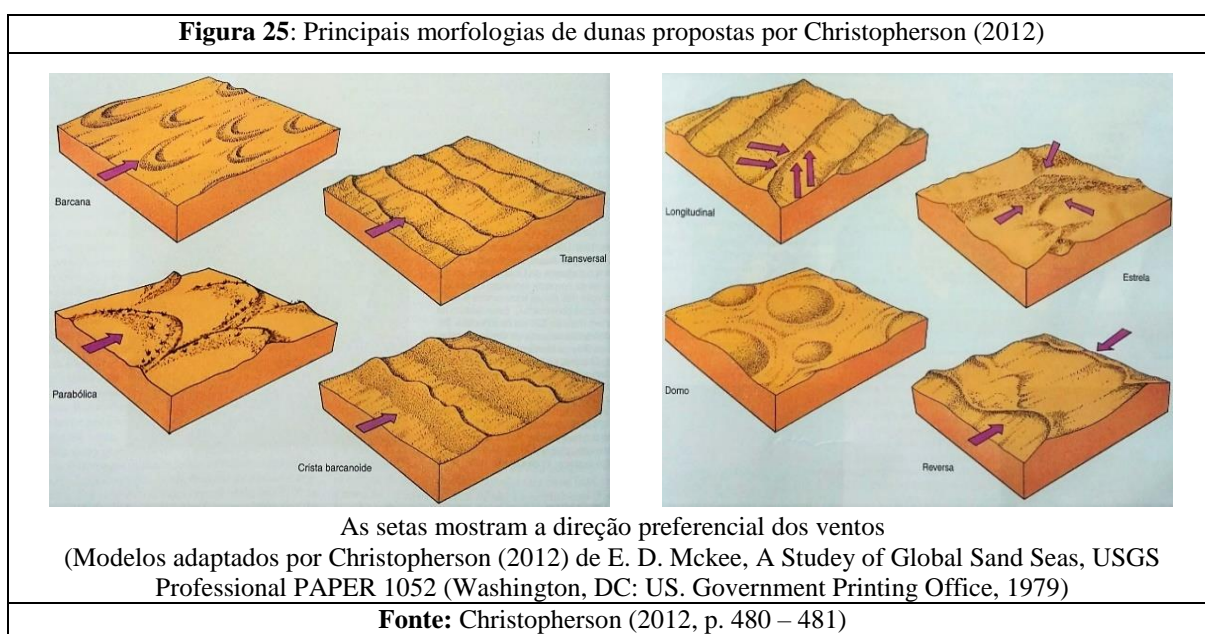 Figura 25: Principais morfologias de dunas propostas por Christopherson (2012)
Barcana
Transversal
Parabólica
Crista barcanoide
Longitudinal
Estrela
Domo
Reversa
As setas mostram a direção preferencial dos ventos
(Modelos adaptados por Christopherson (2012) de E. D. Mckee, A Studey of Global Sand Seas, USGS
Professional PAPER 1052 (Washington, DC: US. Government Printing Office, 1979)
Fonte: Christopherson (2012, p. 480 – 481)